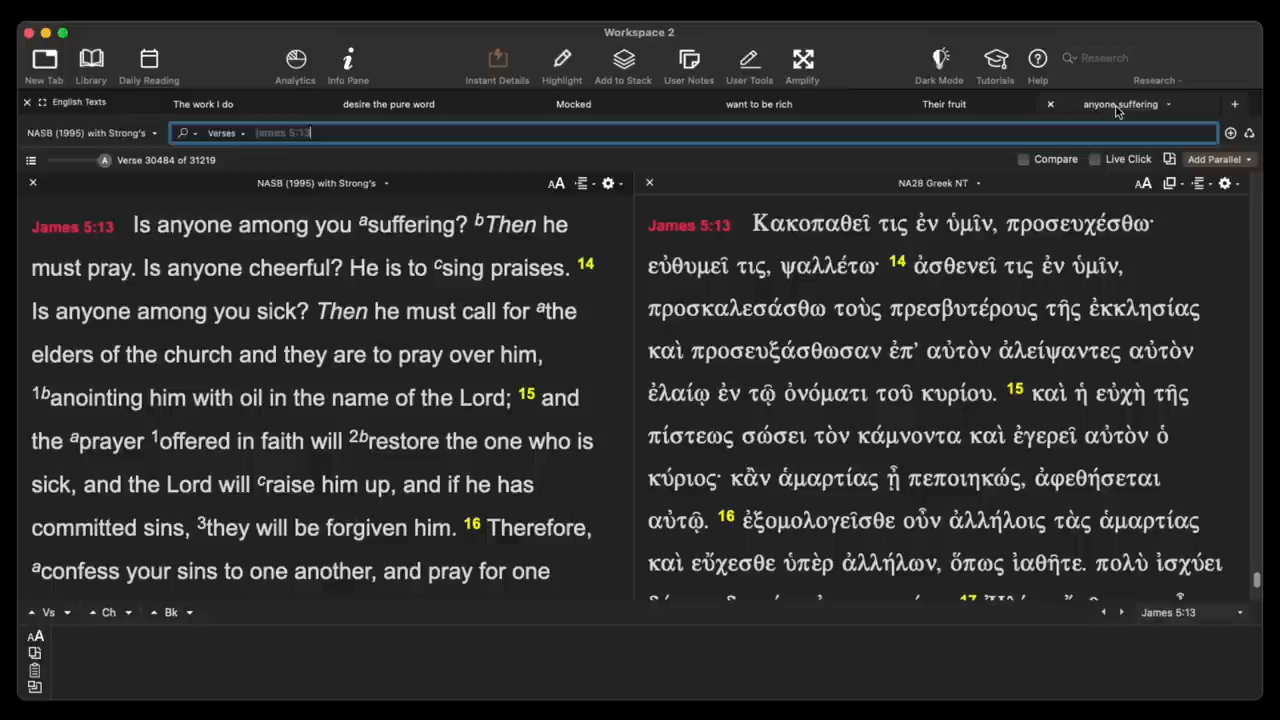 Workspace 2
New Tab Library Daily Reading Analytics Info Pane Instant Details Highlight Add to Stack User Notes User Tools Amplify Dark Mode Tutorials Help Research
Research
English Texts The work I do desire the pure word Mocked want to be rich Their fruit anyone suffering
NASB (1995) with Strong's Verses James 5:13
A Verse 30484 of 31219 Compare Live Click Add Parallel
NASB (1995) with Strong's AA
James 5:13 Is anyone among you ᵃsuffering? ᵇThen he
must pray. Is anyone cheerful? He is to ᶜsing praises. 14
Is anyone among you sick? Then he must call for ᵃthe
elders of the church and they are to pray over him,
¹ᵇanointing him with oil in the name of the Lord; 15 and
the ᵃprayer ¹offered in faith will ²ᵇrestore the one who is
sick, and the Lord will ᶜraise him up, and if he has
committed sins, ³they will be forgiven him. 16 Therefore,
ᵃconfess your sins to one another, and pray for one
NA28 Greek NT AA
James 5:13 Κακοπαθεῖ τις ἐν ὑμῖν, προσευχέσθω·
εὐθυμεῖ τις, ψαλλέτω· 14 ἀσθενεῖ τις ἐν ὑμῖν,
προσκαλεσάσθω τοὺς πρεσβυτέρους τῆς ἐκκλησίας
καὶ προσευξάσθωσαν ἐπ’ αὐτὸν ἀλείψαντες αὐτὸν
ἐλαίῳ ἐν τῷ ὀνόματι τοῦ κυρίου. 15 καὶ ἡ εὐχὴ τῆς
πίστεως σώσει τὸν κάμνοντα καὶ ἐγερεῖ αὐτὸν ὁ
κύριος· κἂν ἁμαρτίας ᾖ πεποιηκώς, ἀφεθήσεται
αὐτῷ. 16 ἐξομολογεῖσθε οὖν ἀλλήλοις τὰς ἁμαρτίας
καὶ εὔχεσθε ὑπὲρ ἀλλήλων, ὅπως ἰαθῆτε. πολὺ ἰσχύει
17
Vs Ch Bk James 5:13
AA